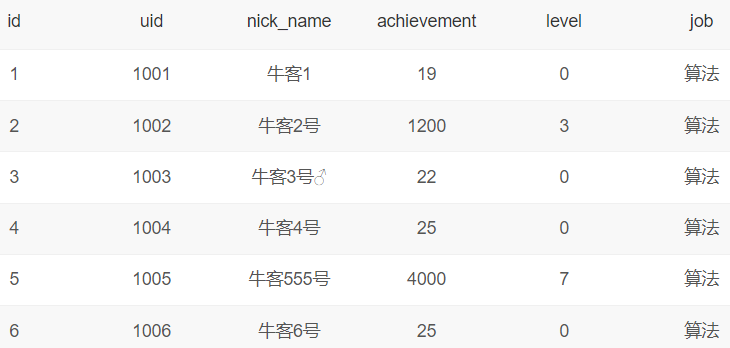 id uid nick_name achievement level job
1 1001 牛客1 19 0 算法
2 1002 牛客2号 1200 3 算法
3 1003 牛客3号♂ 22 0 算法
4 1004 牛客4号 25 0 算法
5 1005 牛客555号 4000 7 算法
6 1006 牛客6号 25 0 算法